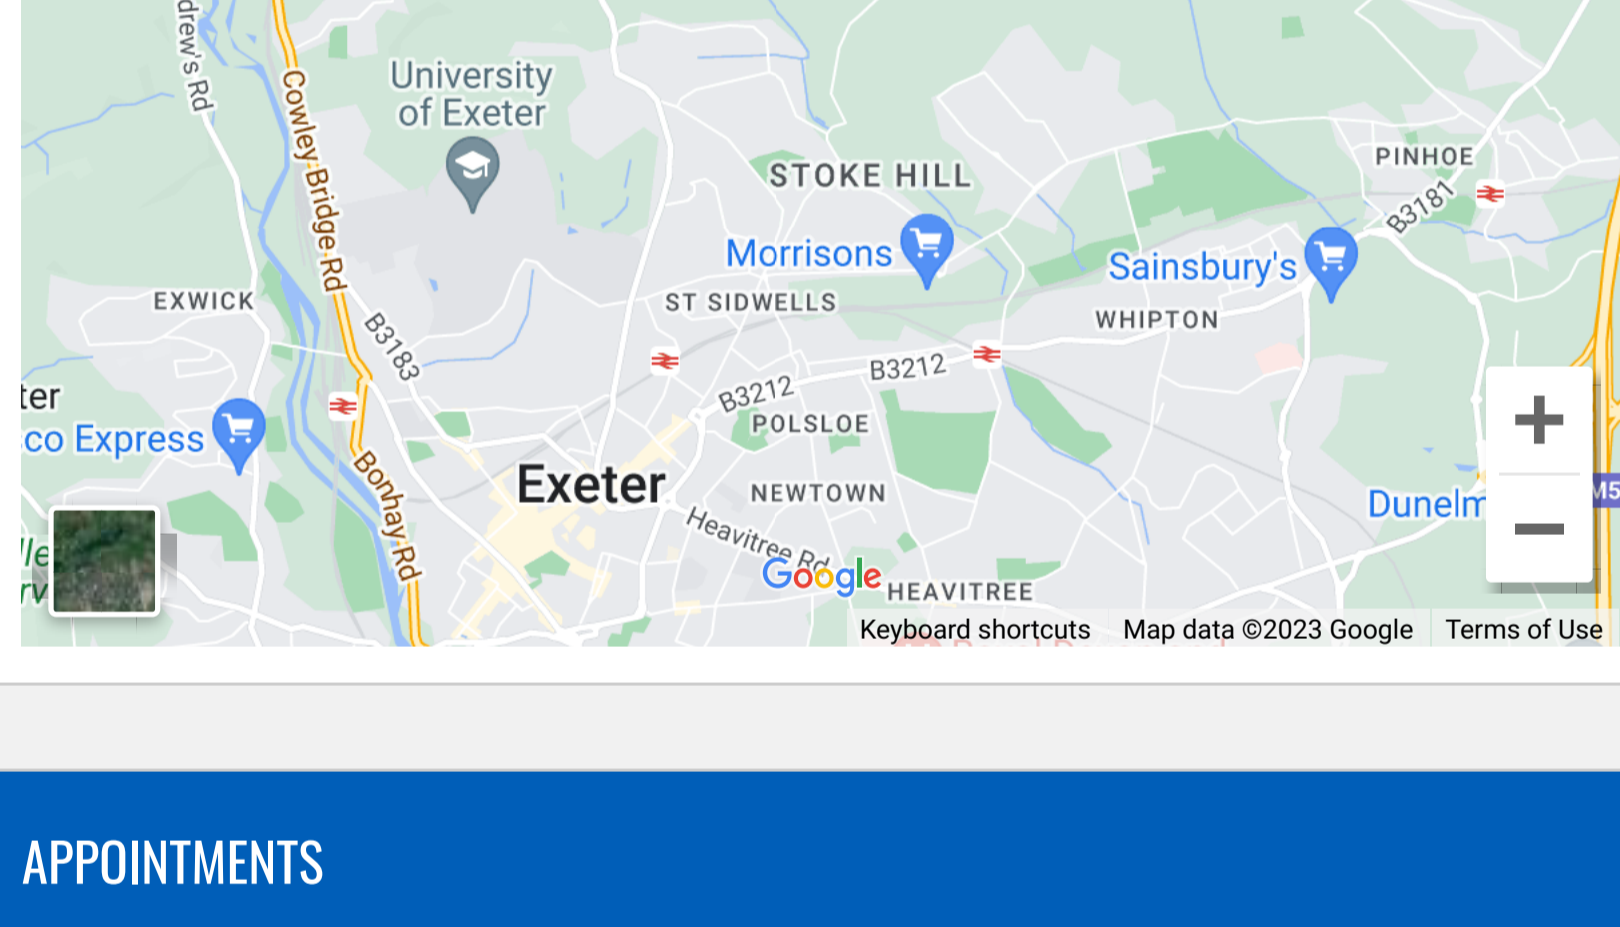 drew's Rd
Cowley Bridge Rd
University
of Exeter
STOKE HILL
PINHOE
B3181
Morrisons
Sainsbury's
EXWICK
ST SIDWELLS
WHIPTON
B3183
B3212
B3212
ter
co Express
POLSLOE
Exeter
NEWTOWN
Dunelm
M5
Bonhay Rd
Heavitree Rd
Google
HEAVITREE
Keyboard shortcuts
Map data ©2023 Google
Terms of Use
APPOINTMENTS